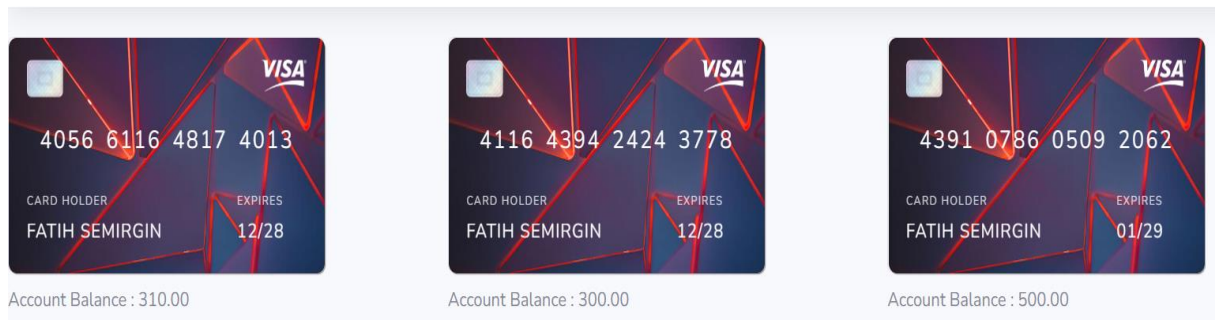 VISA
4056 6116 4817 4013
CARD HOLDER EXPIRES
FATIH SEMIRGIN 12/28
Account Balance : 310.00
VISA
4116 4394 2424 3778
CARD HOLDER EXPIRES
FATIH SEMIRGIN 12/28
Account Balance : 300.00
VISA
4391 0786 0509 2062
CARD HOLDER EXPIRES
FATIH SEMIRGIN 01/29
Account Balance : 500.00